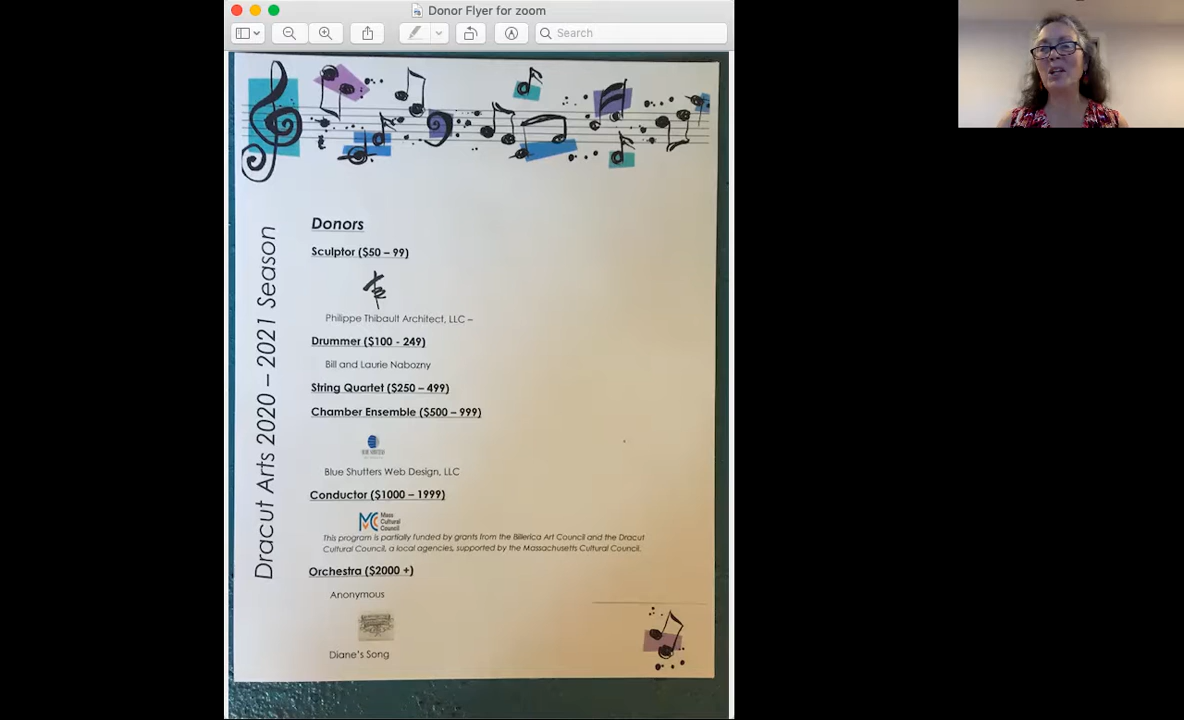 Donor Flyer for zoom
Search
Dracut Arts 2020 – 2021 Season
Donors
Sculptor ($50 – 99)
Philippe Thibault Architect, LLC –
Drummer ($100 - 249)
Bill and Laurie Nabozny
String Quartet ($250 – 499)
Chamber Ensemble ($500 – 999)
Blue Shutters Web Design, LLC
Conductor ($1000 – 1999)
Mass
Cultural
Council
This program is partially funded by grants from the Billerica Art Council and the Dracut
Cultural Council, a local agencies, supported by the Massachusetts Cultural Council.
Orchestra ($2000 +)
Anonymous
Diane's Song